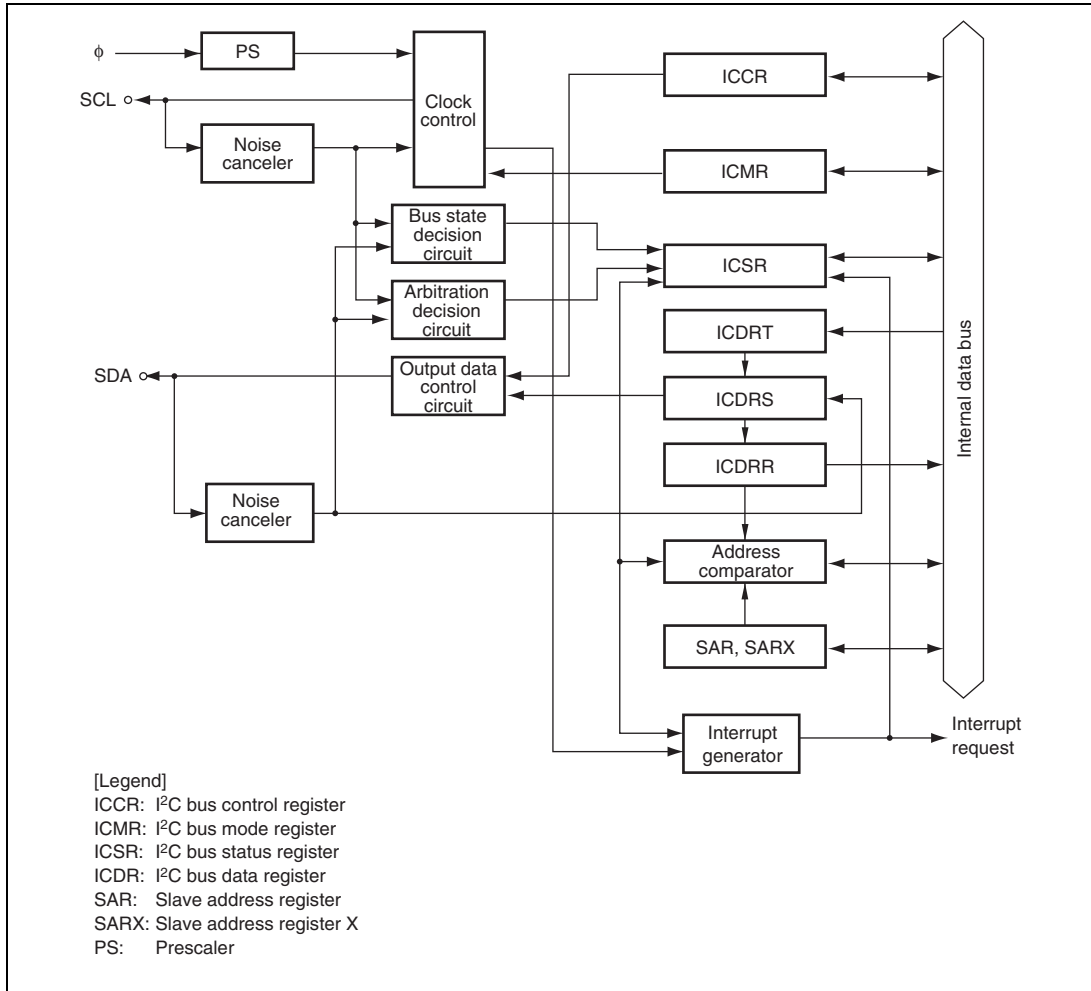 ϕ
PS
SCL
Clock
control
Noise
canceler
Bus state
decision
circuit
Arbitration
decision
circuit
SDA
Output data
control
circuit
Noise
canceler
ICCR
ICMR
ICSR
ICDRT
ICDRS
ICDRR
Address
comparator
SAR, SARX
Interrupt
generator
Internal data bus
Interrupt
request
[Legend]
ICCR: I²C bus control register
ICMR: I²C bus mode register
ICSR: I²C bus status register
ICDR: I²C bus data register
SAR: Slave address register
SARX: Slave address register X
PS: Prescaler